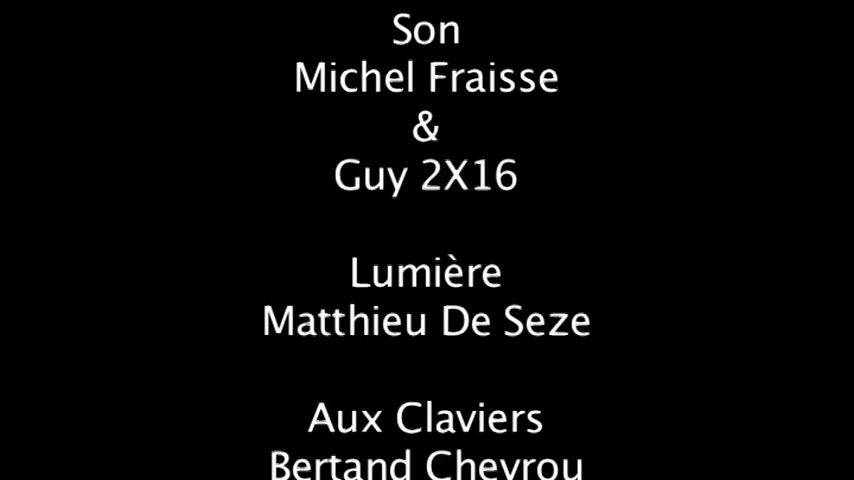 Son
Michel Fraisse
&
Guy 2X16
Lumière
Matthieu De Seze
Aux Claviers
Bertand Chevrou